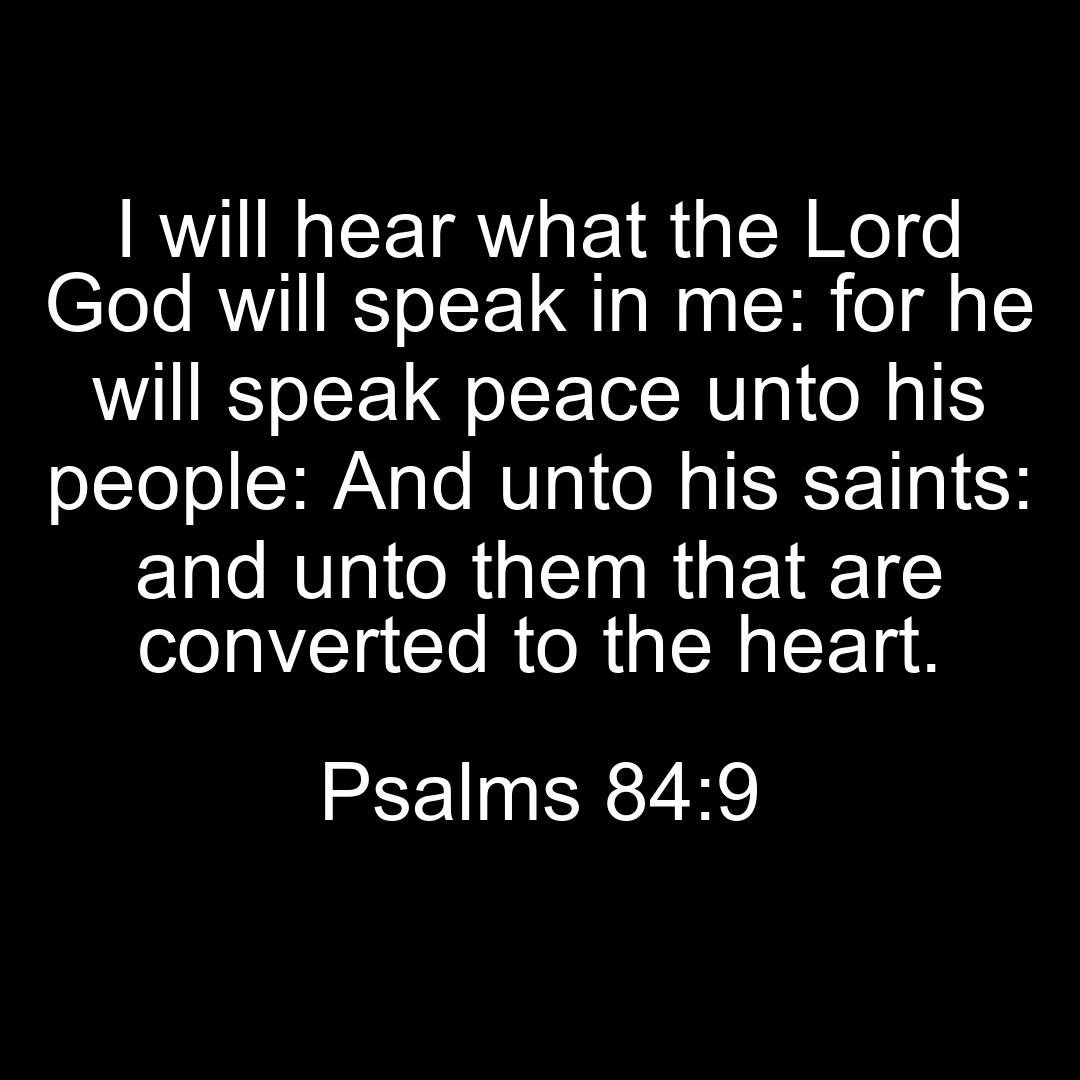 I will hear what the Lord
God will speak in me: for he
will speak peace unto his
people: And unto his saints:
and unto them that are
converted to the heart.
Psalms 84:9